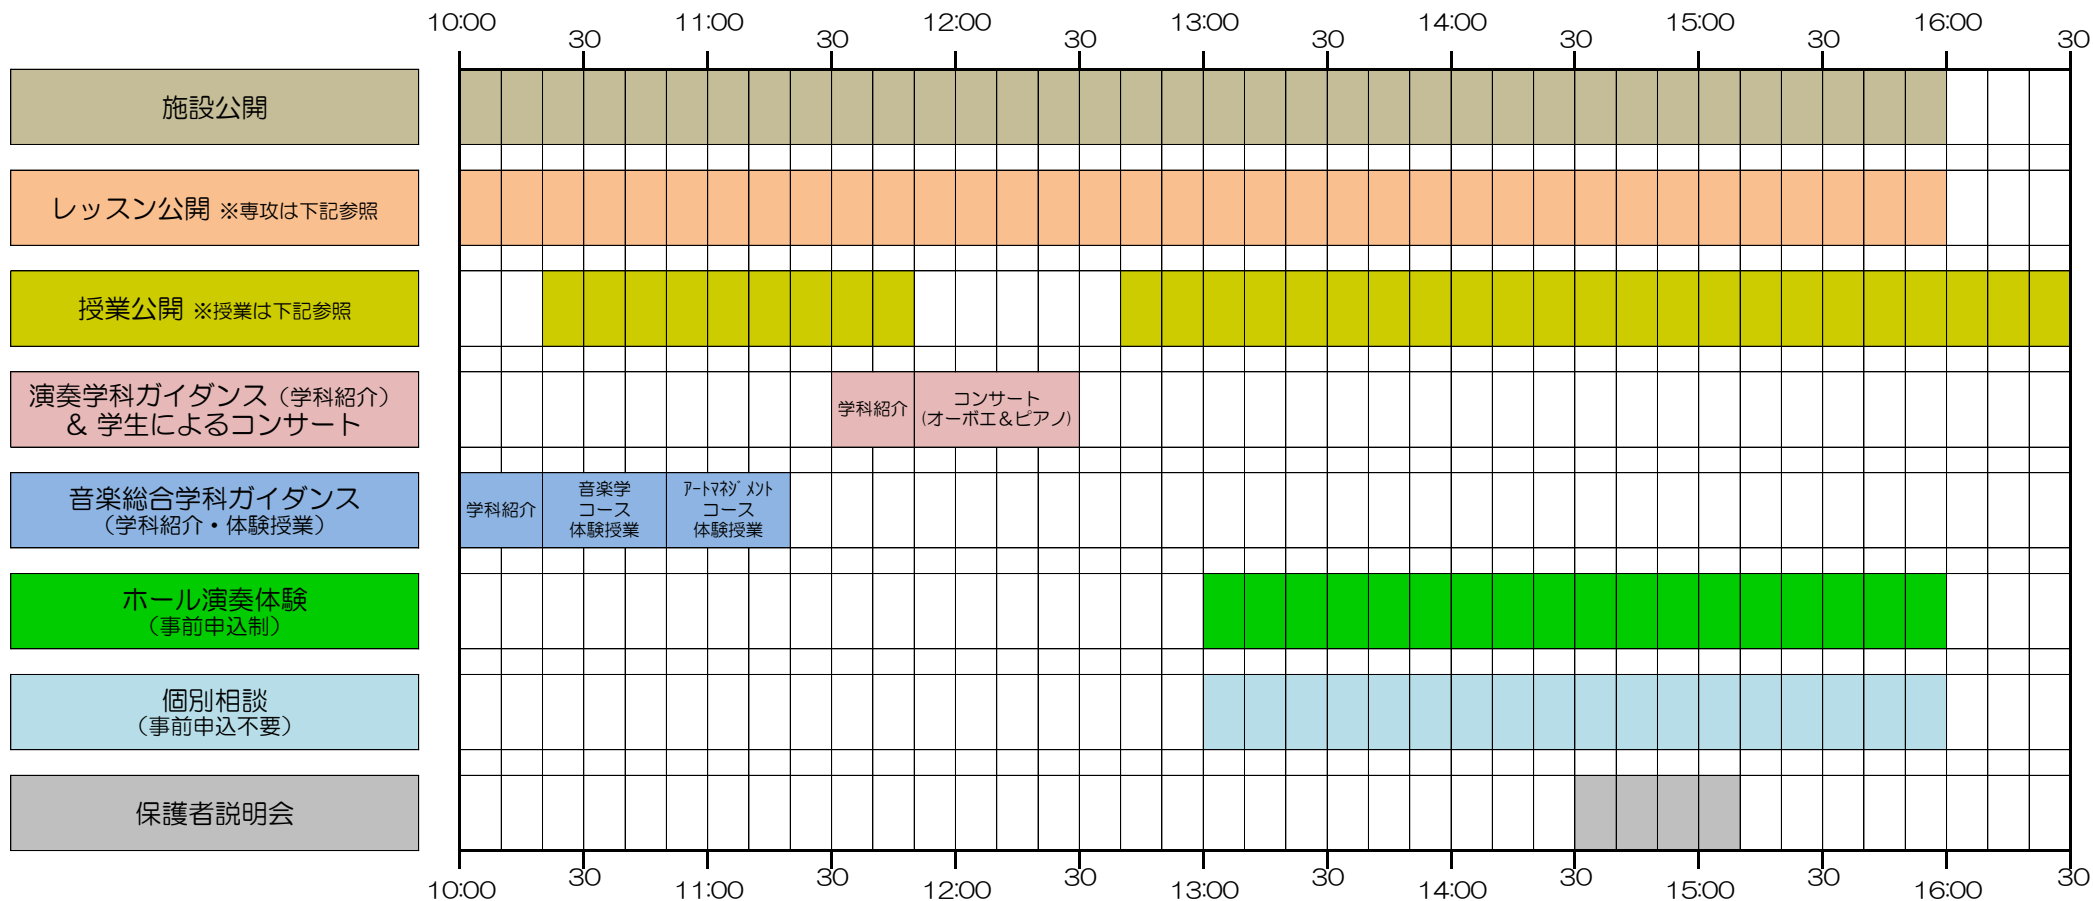 10:00 11:00 12:00 13:00 14:00 15:00 16:00
30 30 30 30 30 30 30
施設公開
レッスン公開 ※専攻は下記参照
授業公開 ※授業は下記参照
演奏学科ガイダンス（学科紹介）
& 学生によるコンサート
学科紹介
コンサート
(オーボエ&ピアノ)
音楽総合学科ガイダンス
（学科紹介・体験授業）
学科紹介
音楽学
コース
体験授業
ｱｰﾄﾏﾈｼﾞﾒﾝﾄ
コース
体験授業
ホール演奏体験
（事前申込制）
個別相談
（事前申込不要）
保護者説明会
30 30 30 30 30 30
10:00 11:00 12:00 13:00 14:00 15:00 16:00